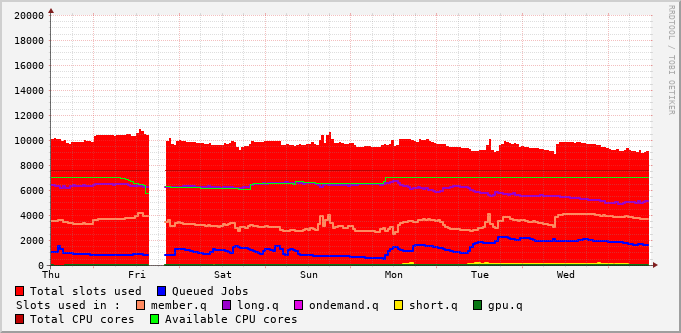 20000
18000
16000
14000
12000
10000
8000
6000
4000
2000
0
Thu Fri Sat Sun Mon Tue Wed
RRDTOOL / TOBI OETIKER
Total slots used Queued Jobs
Slots used in : member.q long.q ondemand.q short.q gpu.q
Total CPU cores Available CPU cores